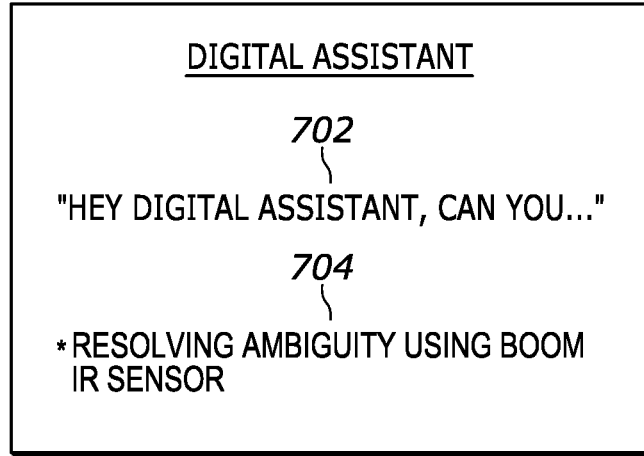 DIGITAL ASSISTANT
702
"HEY DIGITAL ASSISTANT, CAN YOU..."
704
* RESOLVING AMBIGUITY USING BOOM
IR SENSOR